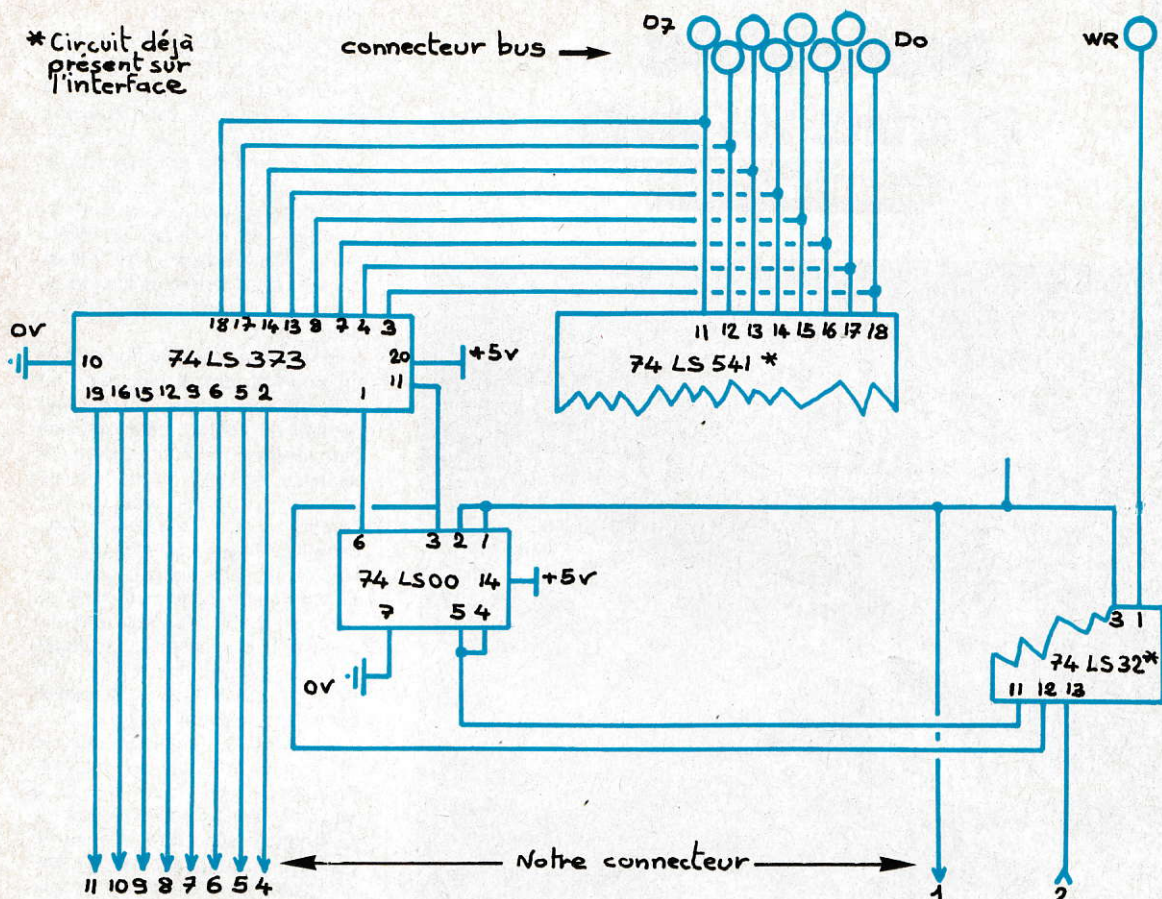 * Circuit déjà
présent sur
l'interface
connecteur bus
D7
D0
WR
18 17 14 13 8 7 4 3
0v
10
74 LS 373
20
+5v
11
19 16 15 12 9 6 5 2
1
11 12 13 14 15 16 17 18
74 LS 541 *
6
3 2 1
74 LS00
14
+5v
7
5 4
0v
3 1
74 LS32*
11 12 13
Notre connecteur
11 10 9 8 7 6 5 4
1
2